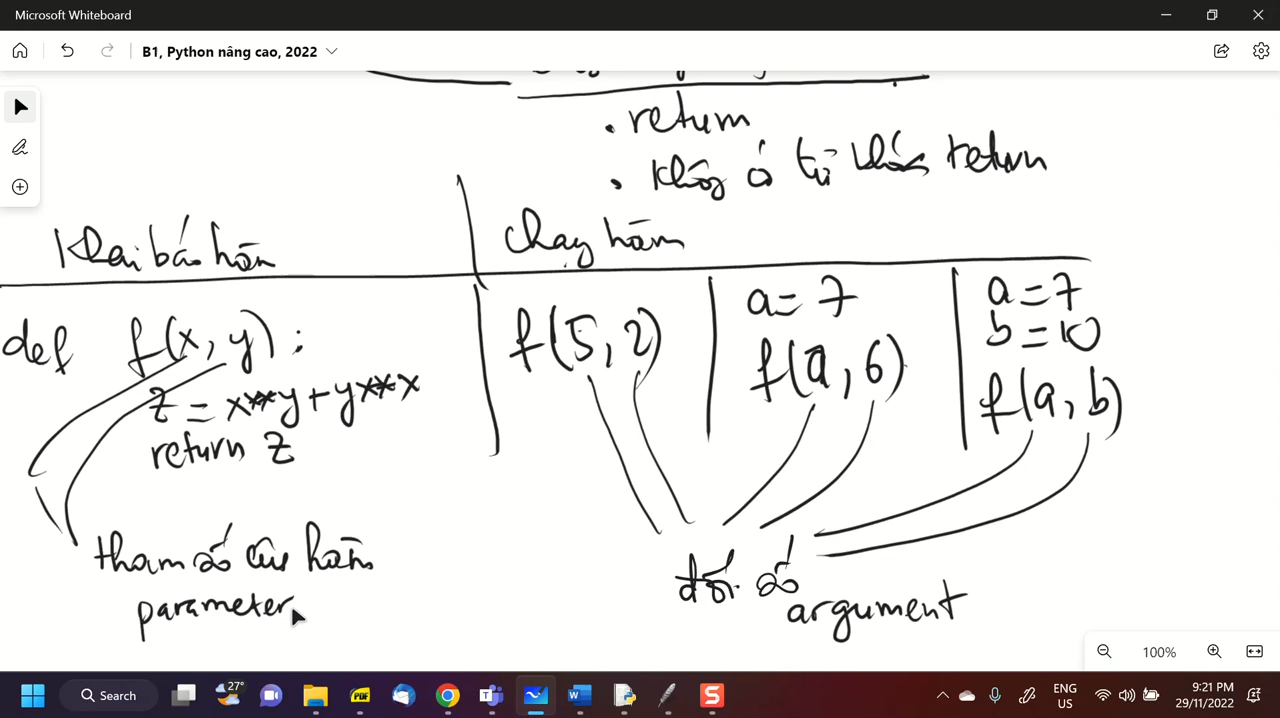 Microsoft Whiteboard
B1, Python nâng cao, 2022
. return
. Không có từ khóa return
Khai báo hàm
chạy hàm
def f(x, y):
z = x**y + y**x
return z
f(5, 2)
a = 7
f(a, 6)
a = 7
b = 10
f(a, b)
tham số của hàm
parameter
đối số
argument
100%
Search
27°
ENG
US
9:21 PM
29/11/2022